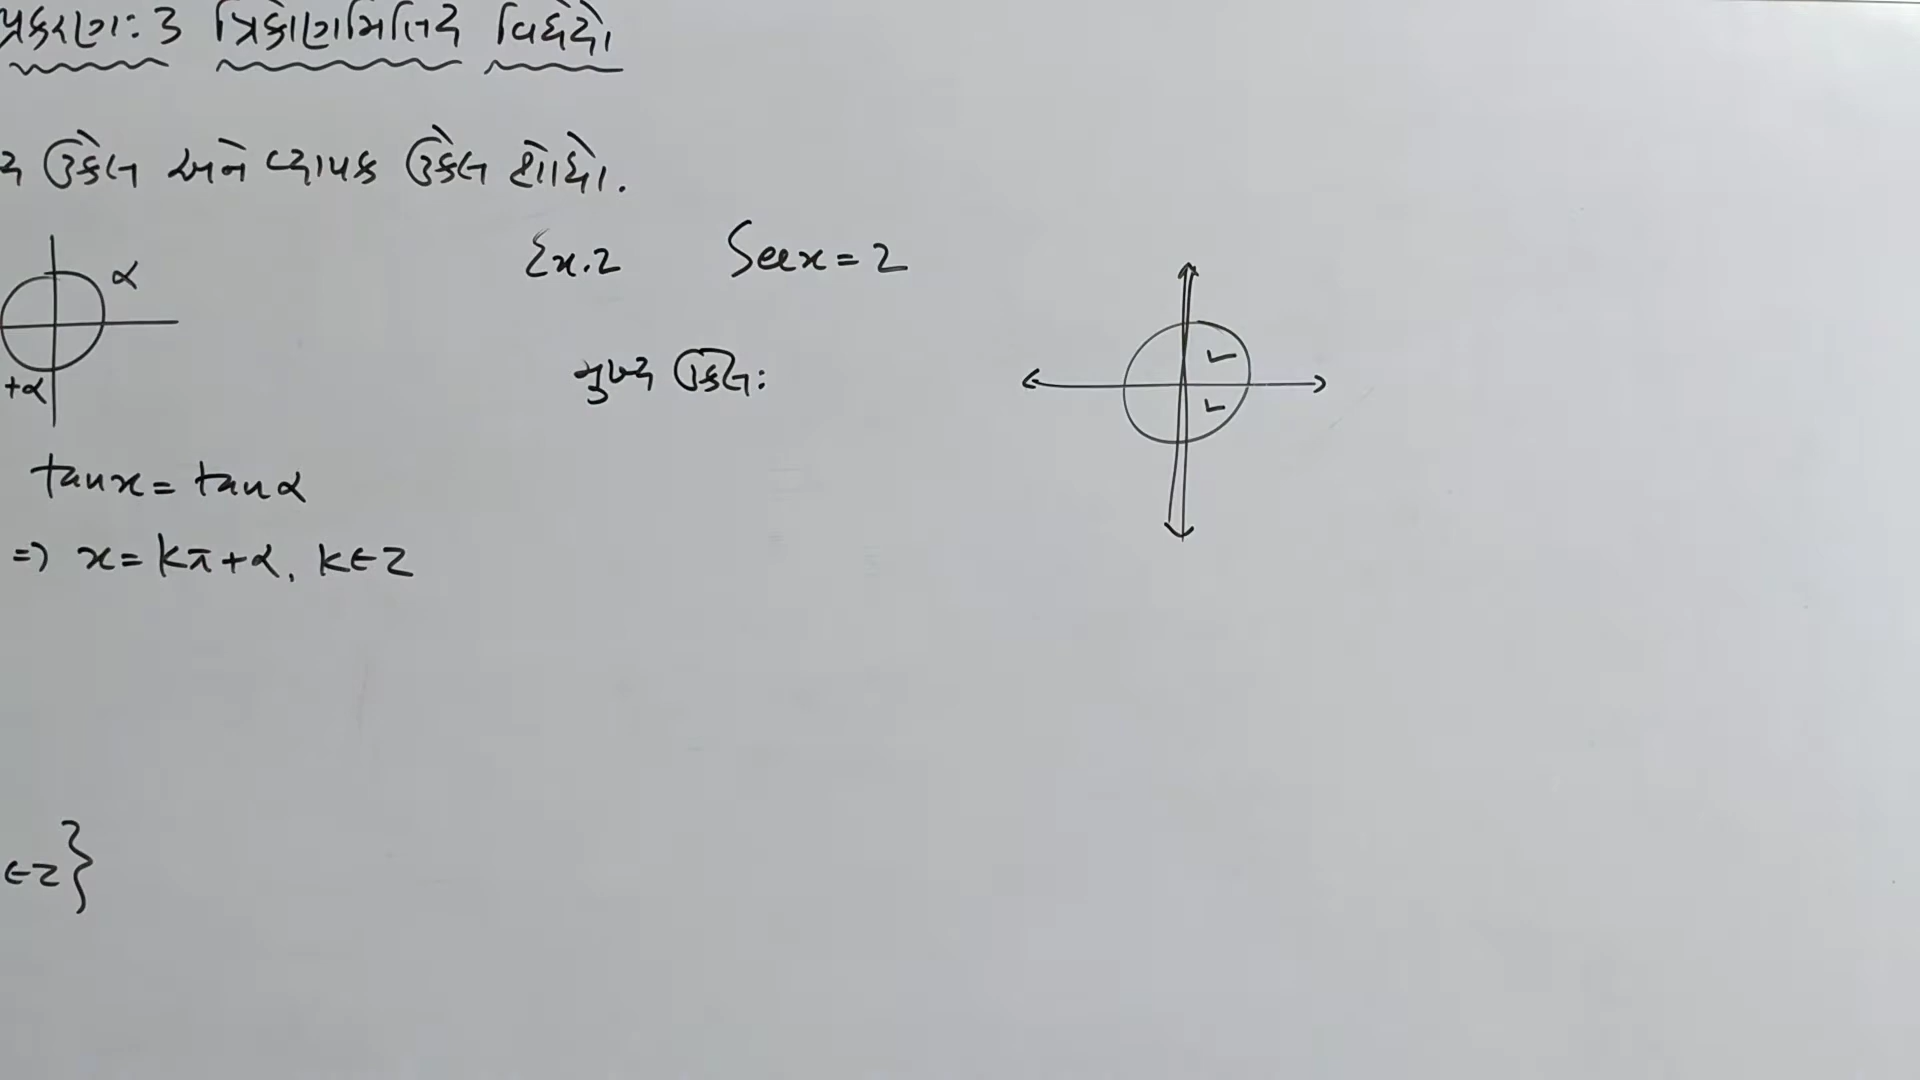 પ્રકરણ: 3 ત્રિકોણમિતિય વિધેયો
ય ઉકેલ અને વ્યાપક ઉકેલ શોધો.
α
+α
tanx = tanα
=> x = kπ+α, k∈Z
∈Z}
Ex.2 Secx = 2
મુખ્ય ઉકેલ: